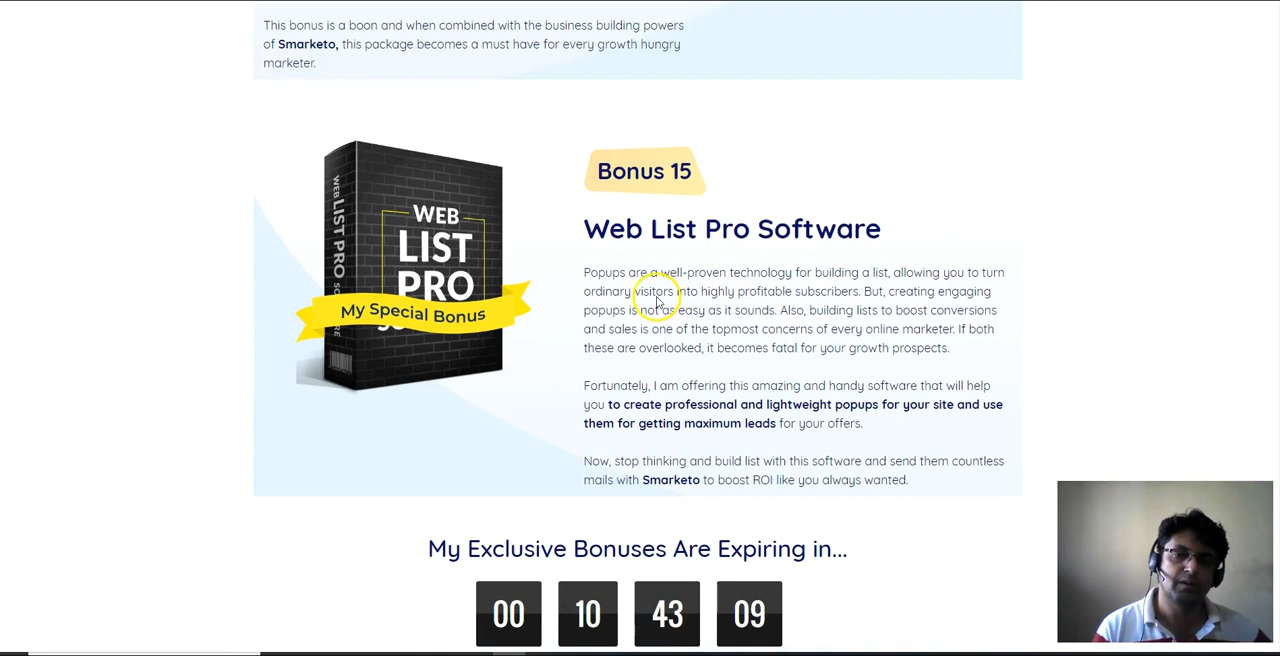 This bonus is a boon and when combined with the business building powers
of Smarketo, this package becomes a must have for every growth hungry
marketer.
WEB LIST PRO
WEB
LIST
PRO
My Special Bonus
Bonus 15
Web List Pro Software
Popups are a well-proven technology for building a list, allowing you to turn
ordinary visitors into highly profitable subscribers. But, creating engaging
popups is not as easy as it sounds. Also, building lists to boost conversions
and sales is one of the topmost concerns of every online marketer. If both
these are overlooked, it becomes fatal for your growth prospects.
Fortunately, I am offering this amazing and handy software that will help
you to create professional and lightweight popups for your site and use
them for getting maximum leads for your offers.
Now, stop thinking and build list with this software and send them countless
mails with Smarketo to boost ROI like you always wanted.
My Exclusive Bonuses Are Expiring in...
00 10 43 09